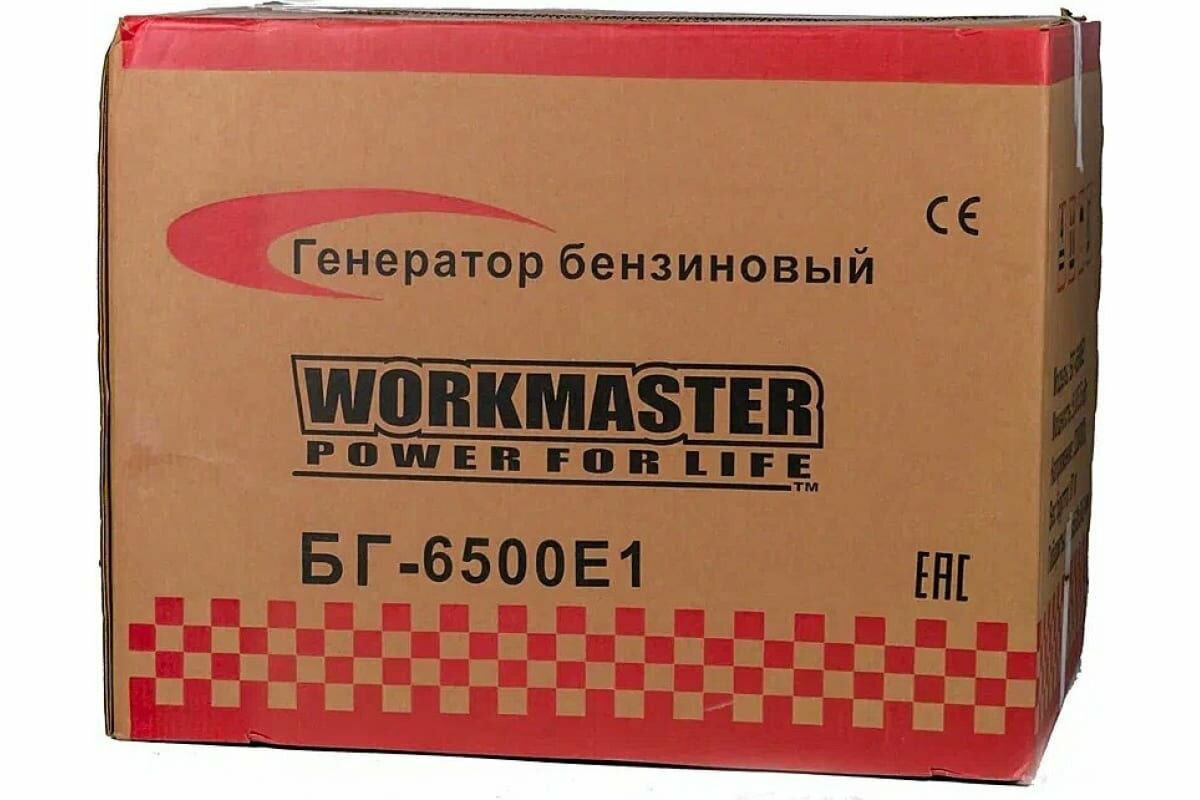 Генератор бензиновый
CE
WORKMASTER
POWER FOR LIFE
TM
БГ-6500Е1
EAC